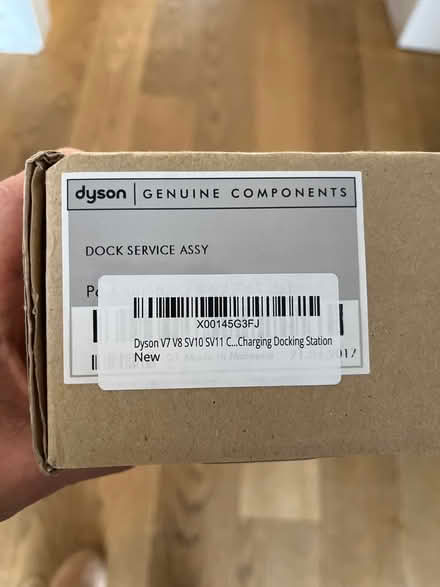 dyson | GENUINE COMPONENTS
DOCK SERVICE ASSY
X00145G3FJ
Dyson V7 V8 SV10 SV11 C...Charging Docking Station
New